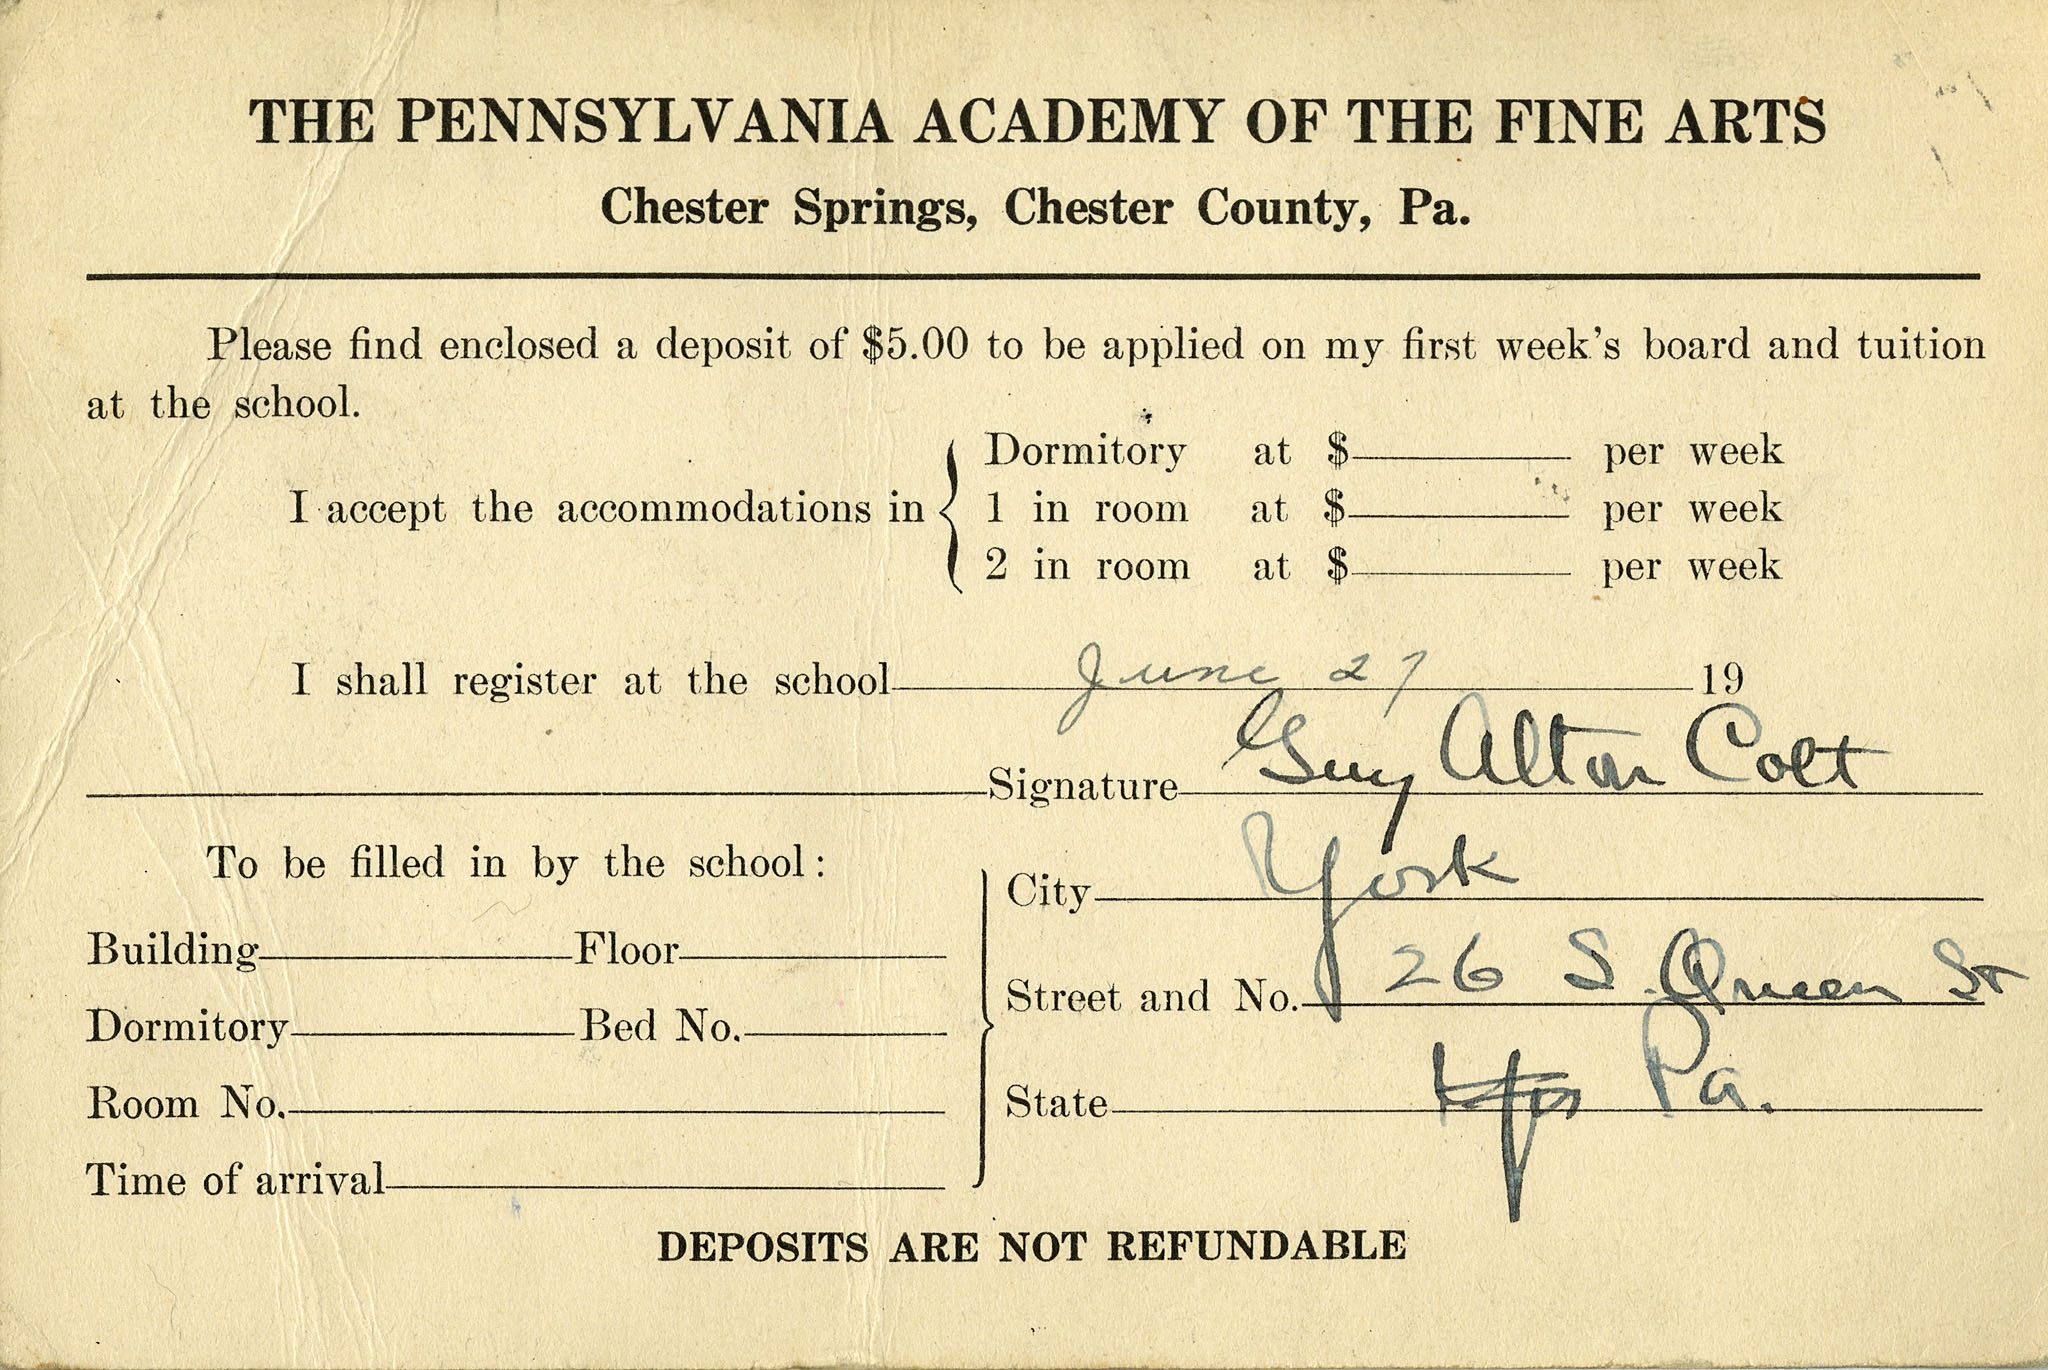 THE PENNSYLVANIA ACADEMY OF THE FINE ARTS
Chester Springs, Chester County, Pa.
Please find enclosed a deposit of $5.00 to be applied on my first week's board and tuition
at the school.
I accept the accommodations in
Dormitory at $ per week
1 in room at $ per week
2 in room at $ per week
I shall register at the school June 27 19
Signature Guy Alton Colt
To be filled in by the school:
Building Floor
Dormitory Bed No.
Room No.
Time of arrival
City York
Street and No. 26 S. Queen St
State Pa.
DEPOSITS ARE NOT REFUNDABLE